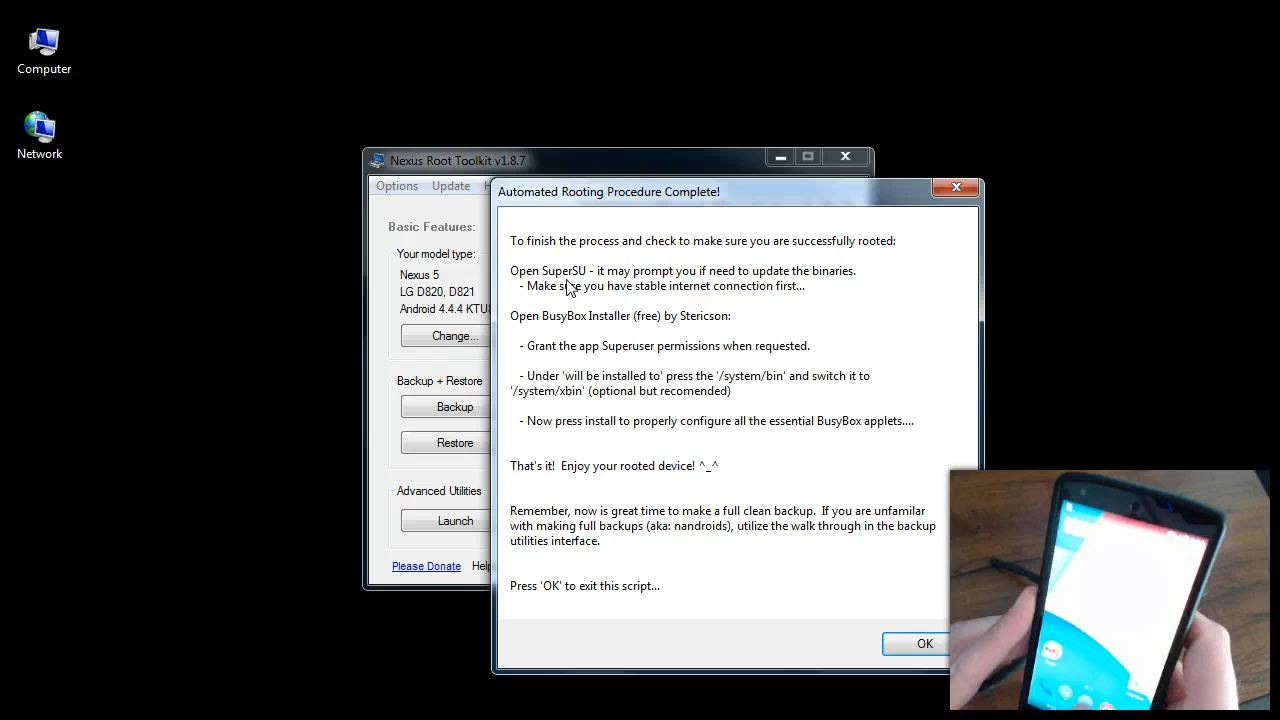 Computer
Network
Nexus Root Toolkit v1.8.7
Options Update H
Automated Rooting Procedure Complete!
Basic Features:
Your model type:
Nexus 5
LG D820, D821
Android 4.4.4 KTU8
Change...
Backup + Restore
Backup
Restore
Advanced Utilities
Launch
Please Donate Help
To finish the process and check to make sure you are successfully rooted:
Open SuperSU - it may prompt you if need to update the binaries.
- Make sure you have stable internet connection first...
Open BusyBox Installer (free) by Stericson:
- Grant the app Superuser permissions when requested.
- Under 'will be installed to' press the '/system/bin' and switch it to
'/system/xbin' (optional but recomended)
- Now press install to properly configure all the essential BusyBox applets....
That's it! Enjoy your rooted device! ^_^
Remember, now is great time to make a full clean backup. If you are unfamilar
with making full backups (aka: nandroids), utilize the walk through in the backup
utilities interface.
Press 'OK' to exit this script...
OK